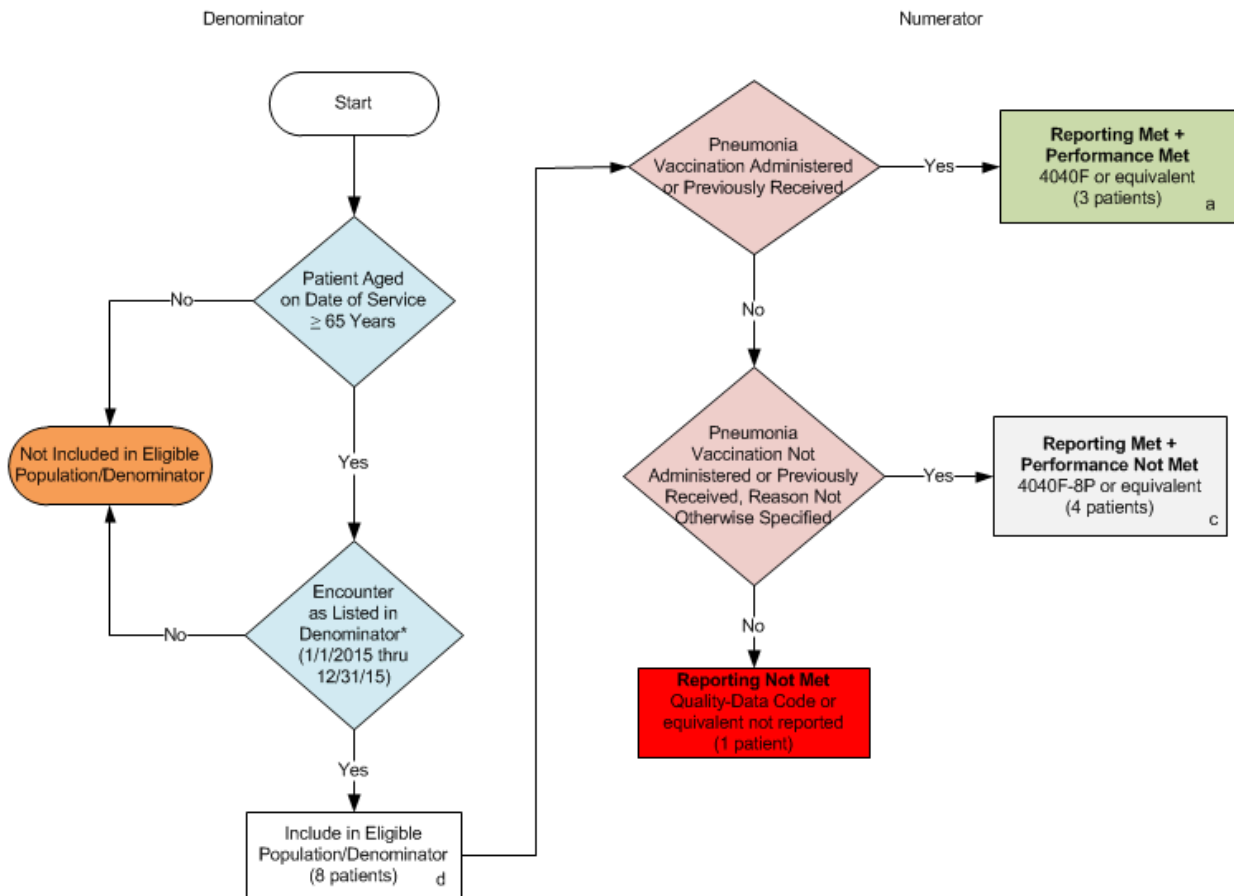 Denominator
Numerator
Start
Patient Aged
on Date of Service
≥ 65 Years
No
Yes
Not Included in Eligible
Population/Denominator
Encounter
as Listed in
Denominator*
(1/1/2015 thru
12/31/15)
No
Yes
Include in Eligible
Population/Denominator
(8 patients)
d
Pneumonia
Vaccination Administered
or Previously Received
Yes
Reporting Met +
Performance Met
4040F or equivalent
(3 patients)
a
No
Pneumonia
Vaccination Not
Administered or Previously
Received, Reason Not
Otherwise Specified
Yes
Reporting Met +
Performance Not Met
4040F-8P or equivalent
(4 patients)
c
No
Reporting Not Met
Quality-Data Code or
equivalent not reported
(1 patient)